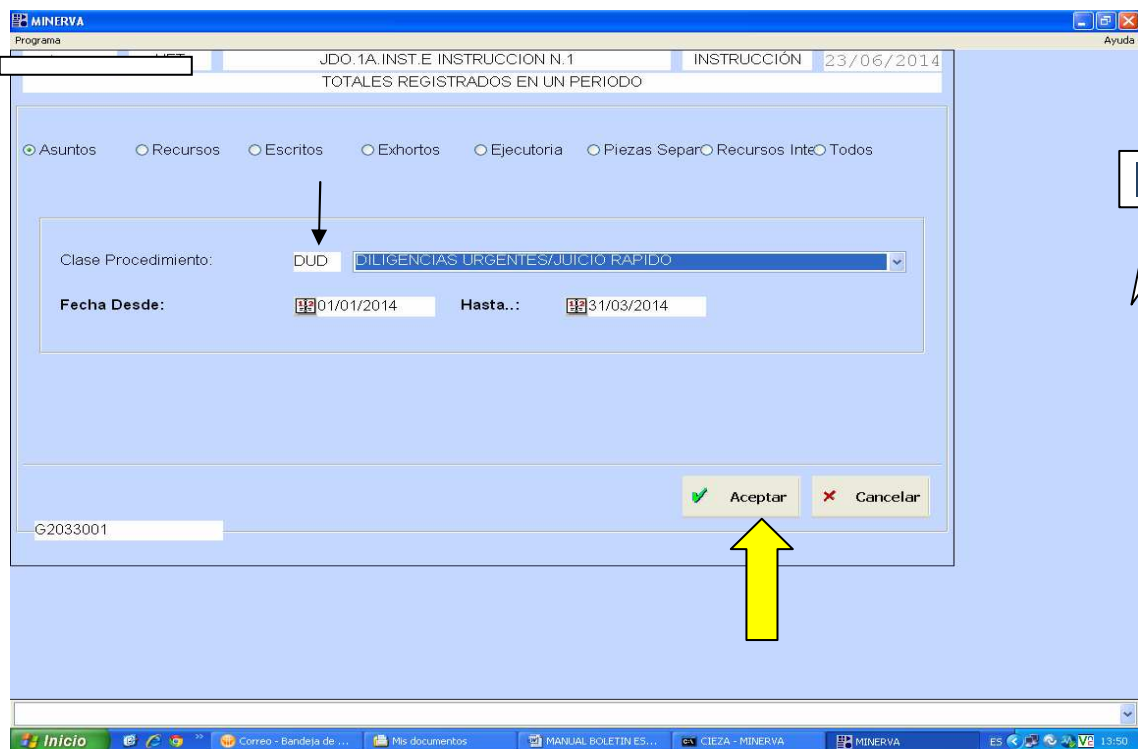 MINERVA
Programa Ayuda
JDO.1A.INST.E INSTRUCCION N.1 INSTRUCCIÓN 23/06/2014
TOTALES REGISTRADOS EN UN PERIODO
Asuntos Recursos Escritos Exhortos Ejecutoria Piezas Separ Recursos Inte Todos
Clase Procedimiento: DUD DILIGENCIAS URGENTES/JUICIO RAPIDO
Fecha Desde: 01/01/2014 Hasta..: 31/03/2014
Aceptar Cancelar
G2033001
Inicio Correo - Bandeja de ... Mis documentos MANUAL BOLETIN ES... CIEZA - MINERVA MINERVA ES 13:50